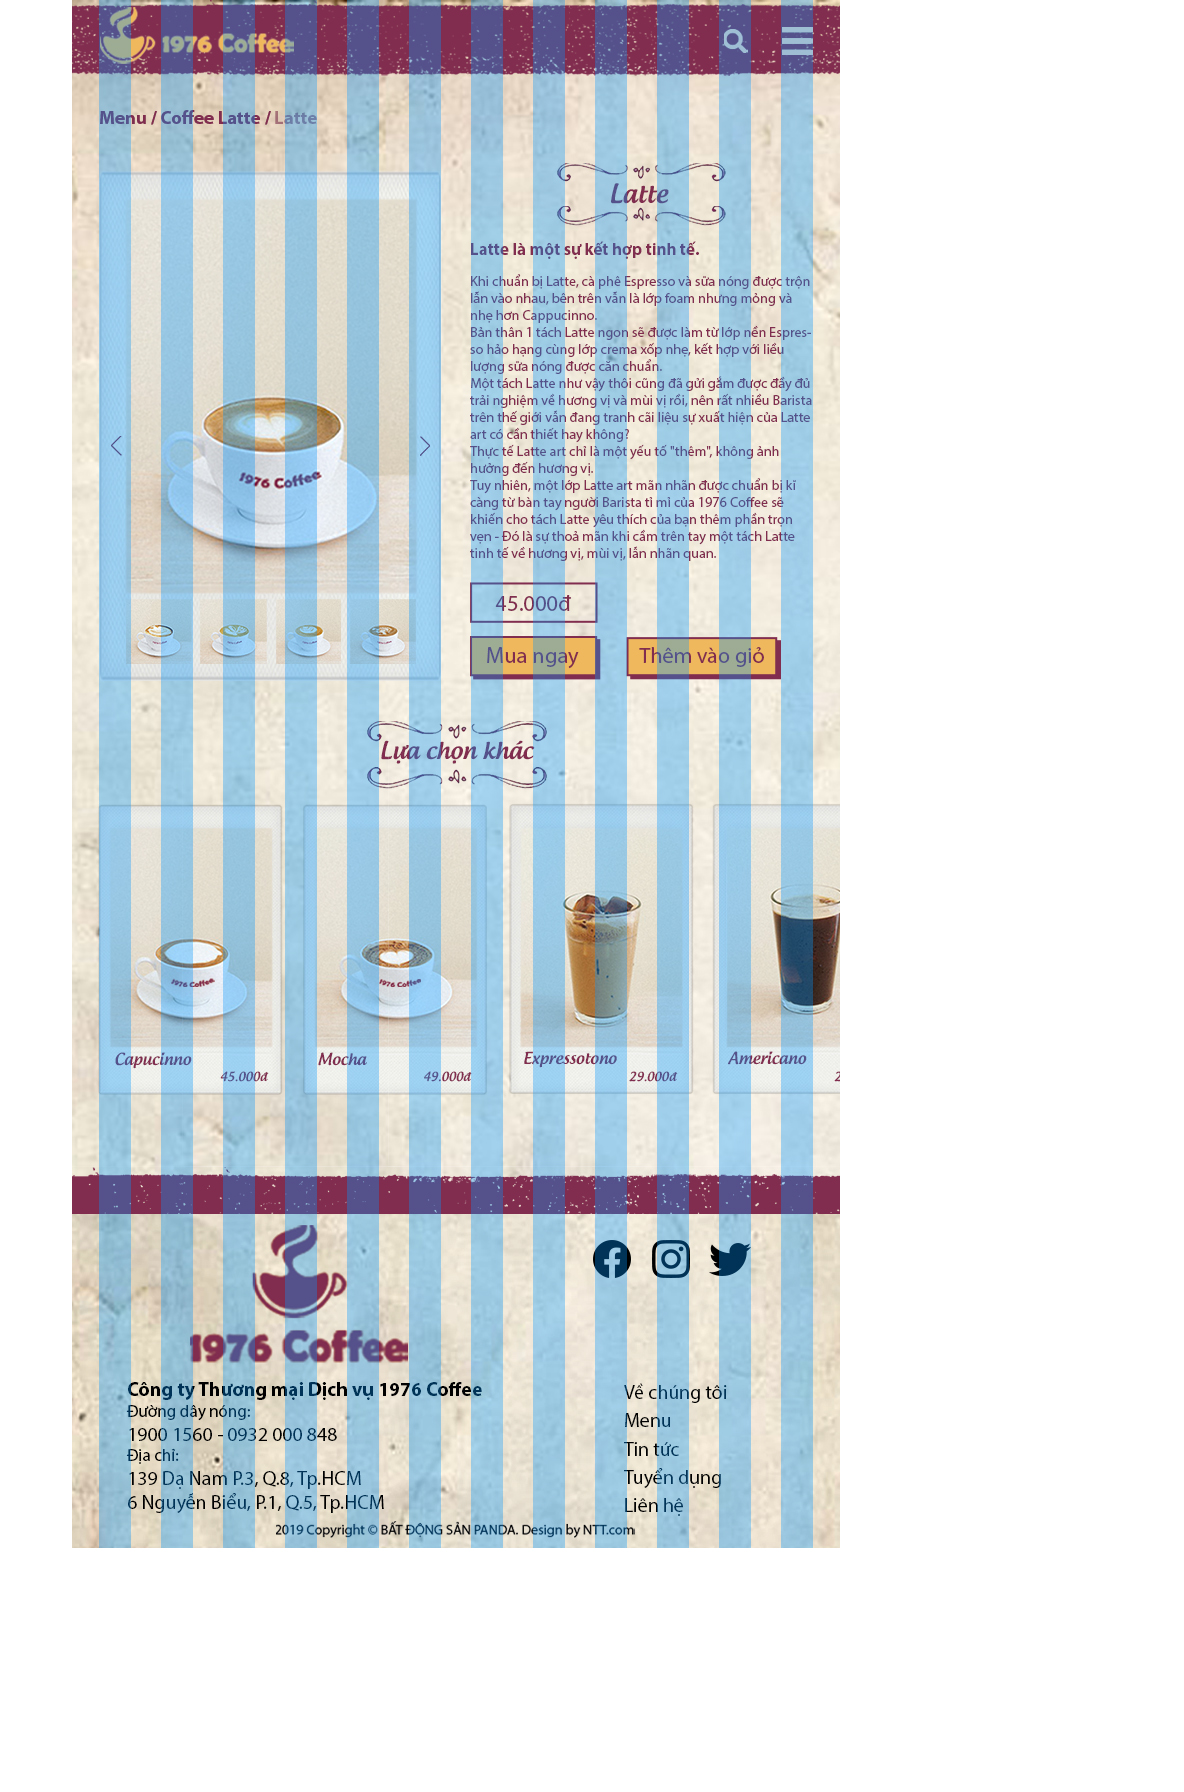 1976 Coffee
Menu / Coffee Latte / Latte
Latte
Latte là một sự kết hợp tinh tế.
Khi chuẩn bị Latte, cà phê Espresso và sữa nóng được trộn
lẫn vào nhau, bên trên vẫn là lớp foam nhưng mỏng và
nhẹ hơn Cappucinno.
Bản thân 1 tách Latte ngon sẽ được làm từ lớp nền Espres-
so hảo hạng cùng lớp crema xốp nhẹ, kết hợp với liều
lượng sữa nóng được căn chuẩn.
Một tách Latte như vậy thôi cũng đã gửi gắm được đầy đủ
trải nghiệm về hương vị và mùi vị rồi, nên rất nhiều Barista
trên thế giới vẫn đang tranh cãi liệu sự xuất hiện của Latte
art có cần thiết hay không?
Thực tế Latte art chỉ là một yếu tố "thêm", không ảnh
hưởng đến hương vị.
Tuy nhiên, một lớp Latte art mãn nhãn được chuẩn bị kĩ
càng từ bàn tay người Barista tỉ mỉ của 1976 Coffee sẽ
khiến cho tách Latte yêu thích của bạn thêm phần trọn
vẹn - Đó là sự thoả mãn khi cầm trên tay một tách Latte
tinh tế về hương vị, mùi vị, lẫn nhãn quan.
1976 Coffee
45.000đ
Mua ngay
Thêm vào giỏ
Lựa chọn khác
1976 Coffee
1976 Coffee
Capucinno
Mocha
Expressotono
Americano
45.000đ
49.000đ
29.000đ
2
1976 Coffee
Công ty Thương mại Dịch vụ 1976 Coffee
Đường dây nóng:
1900 1560 - 0932 000 848
Địa chỉ:
139 Dạ Nam P.3, Q.8, Tp.HCM
6 Nguyễn Biểu, P.1, Q.5, Tp.HCM
Về chúng tôi
Menu
Tin tức
Tuyển dụng
Liên hệ
2019 Copyright © BẤT ĐỘNG SẢN PANDA. Design by NTT.com